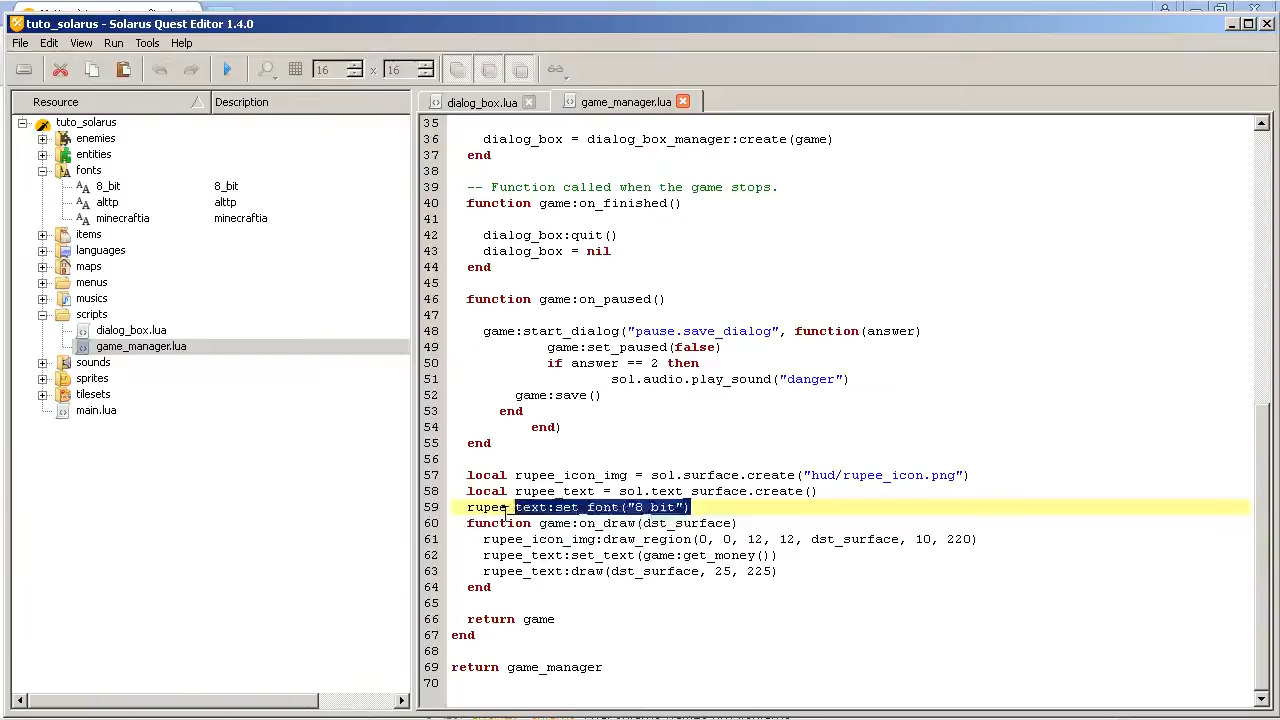 tuto_solarus - Solarus Quest Editor 1.4.0
File Edit View Run Tools Help
16 x 16
Resource Description
tuto_solarus
enemies
entities
fonts
8_bit 8_bit
alttp alttp
minecraftia minecraftia
items
languages
maps
menus
musics
scripts
dialog_box.lua
game_manager.lua
sounds
sprites
tilesets
main.lua
dialog_box.lua game_manager.lua
35
36 dialog_box = dialog_box_manager:create(game)
37 end
38
39 -- Function called when the game stops.
40 function game:on_finished()
41
42 dialog_box:quit()
43 dialog_box = nil
44 end
45
46 function game:on_paused()
47
48 game:start_dialog("pause.save_dialog", function(answer)
49 game:set_paused(false)
50 if answer == 2 then
51 sol.audio.play_sound("danger")
52 game:save()
53 end
54 end)
55 end
56
57 local rupee_icon_img = sol.surface.create("hud/rupee_icon.png")
58 local rupee_text = sol.text_surface.create()
59 rupee_text:set_font("8_bit")
60 function game:on_draw(dst_surface)
61 rupee_icon_img:draw_region(0, 0, 12, 12, dst_surface, 10, 220)
62 rupee_text:set_text(game:get_money())
63 rupee_text:draw(dst_surface, 25, 225)
64 end
65
66 return game
67 end
68
69 return game_manager
70